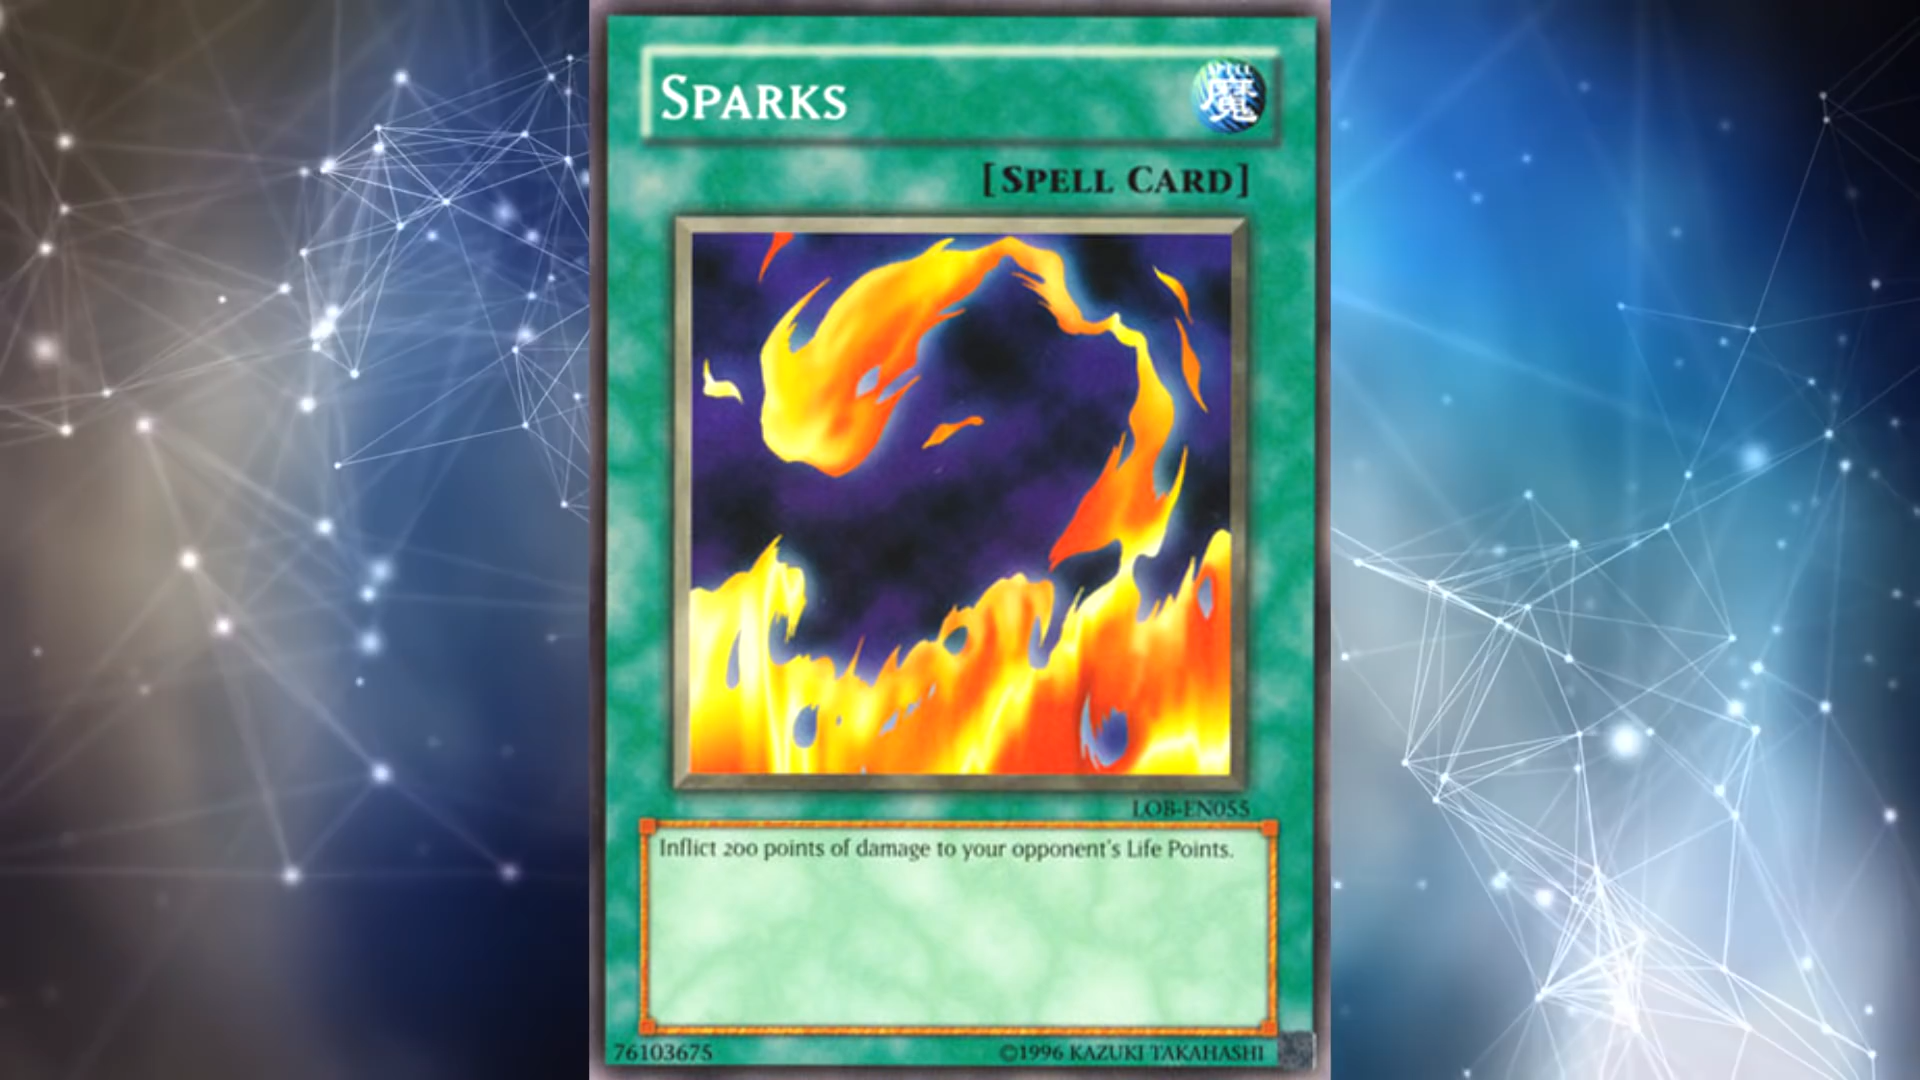 SPARKS
SPELL
魔
[SPELL CARD]
LOB-EN055
Inflict 200 points of damage to your opponent's Life Points.
76103675
©1996 KAZUKI TAKAHASHI